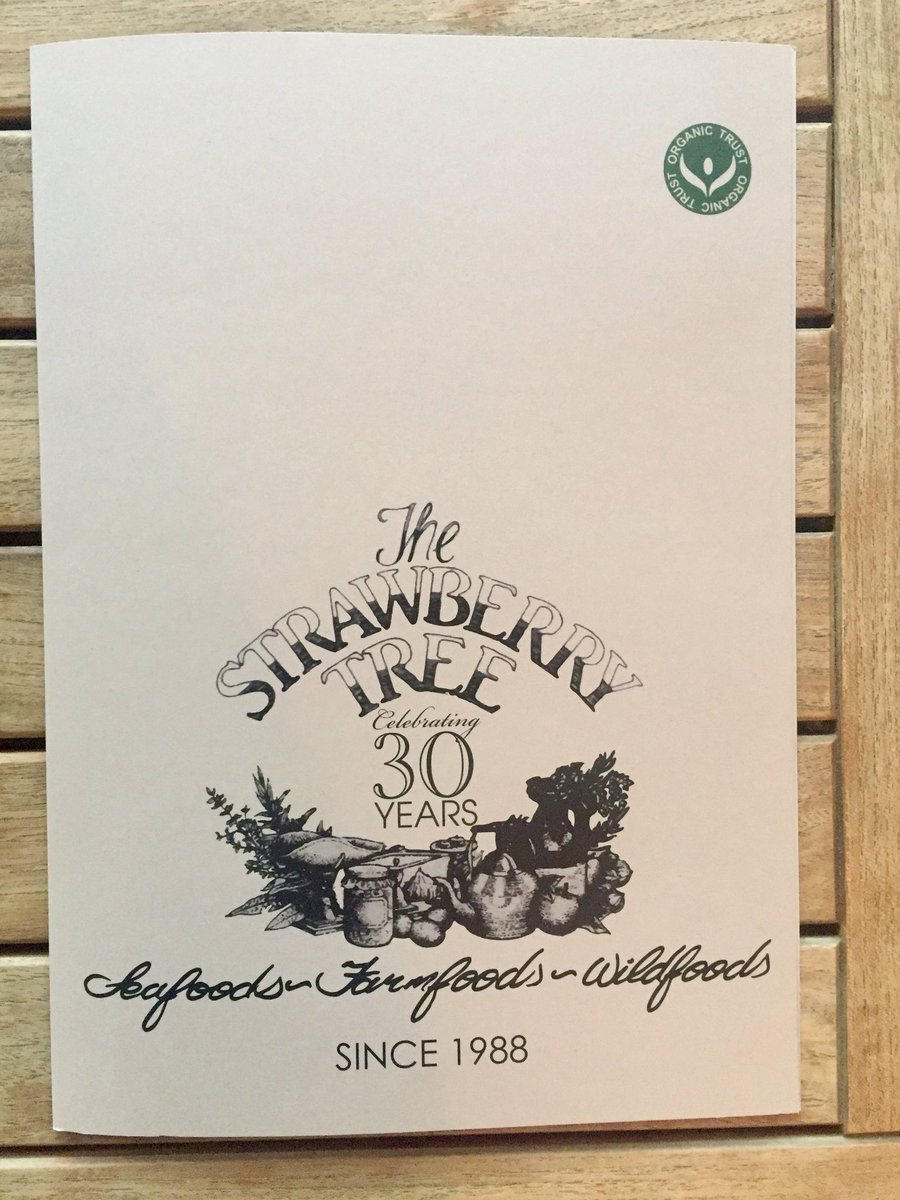 ORGANIC TRUST ORGANIC TRUST
The
STRAWBERRY
TREE
Celebrating
30
YEARS
Seafoods~Farmfoods~Wildfoods
SINCE 1988